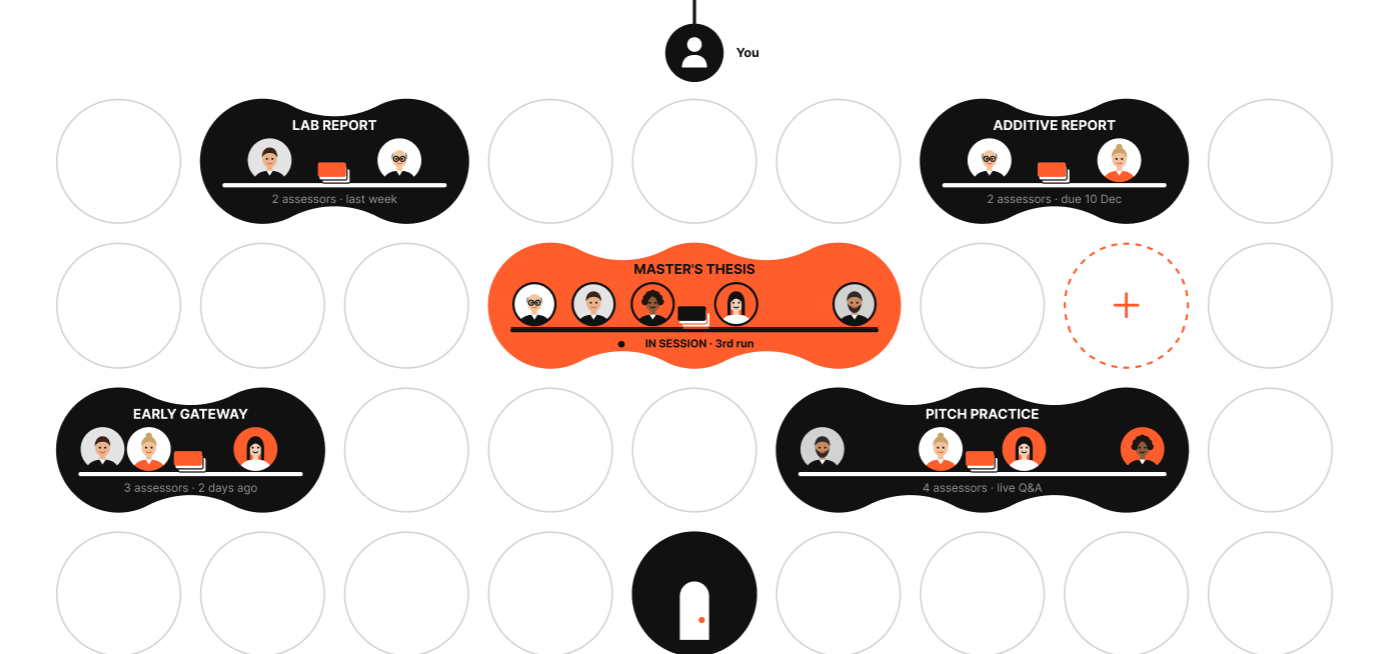 You
LAB REPORT
2 assessors · last week
ADDITIVE REPORT
2 assessors · due 10 Dec
MASTER'S THESIS
IN SESSION · 3rd run
EARLY GATEWAY
3 assessors · 2 days ago
PITCH PRACTICE
4 assessors · live Q&A